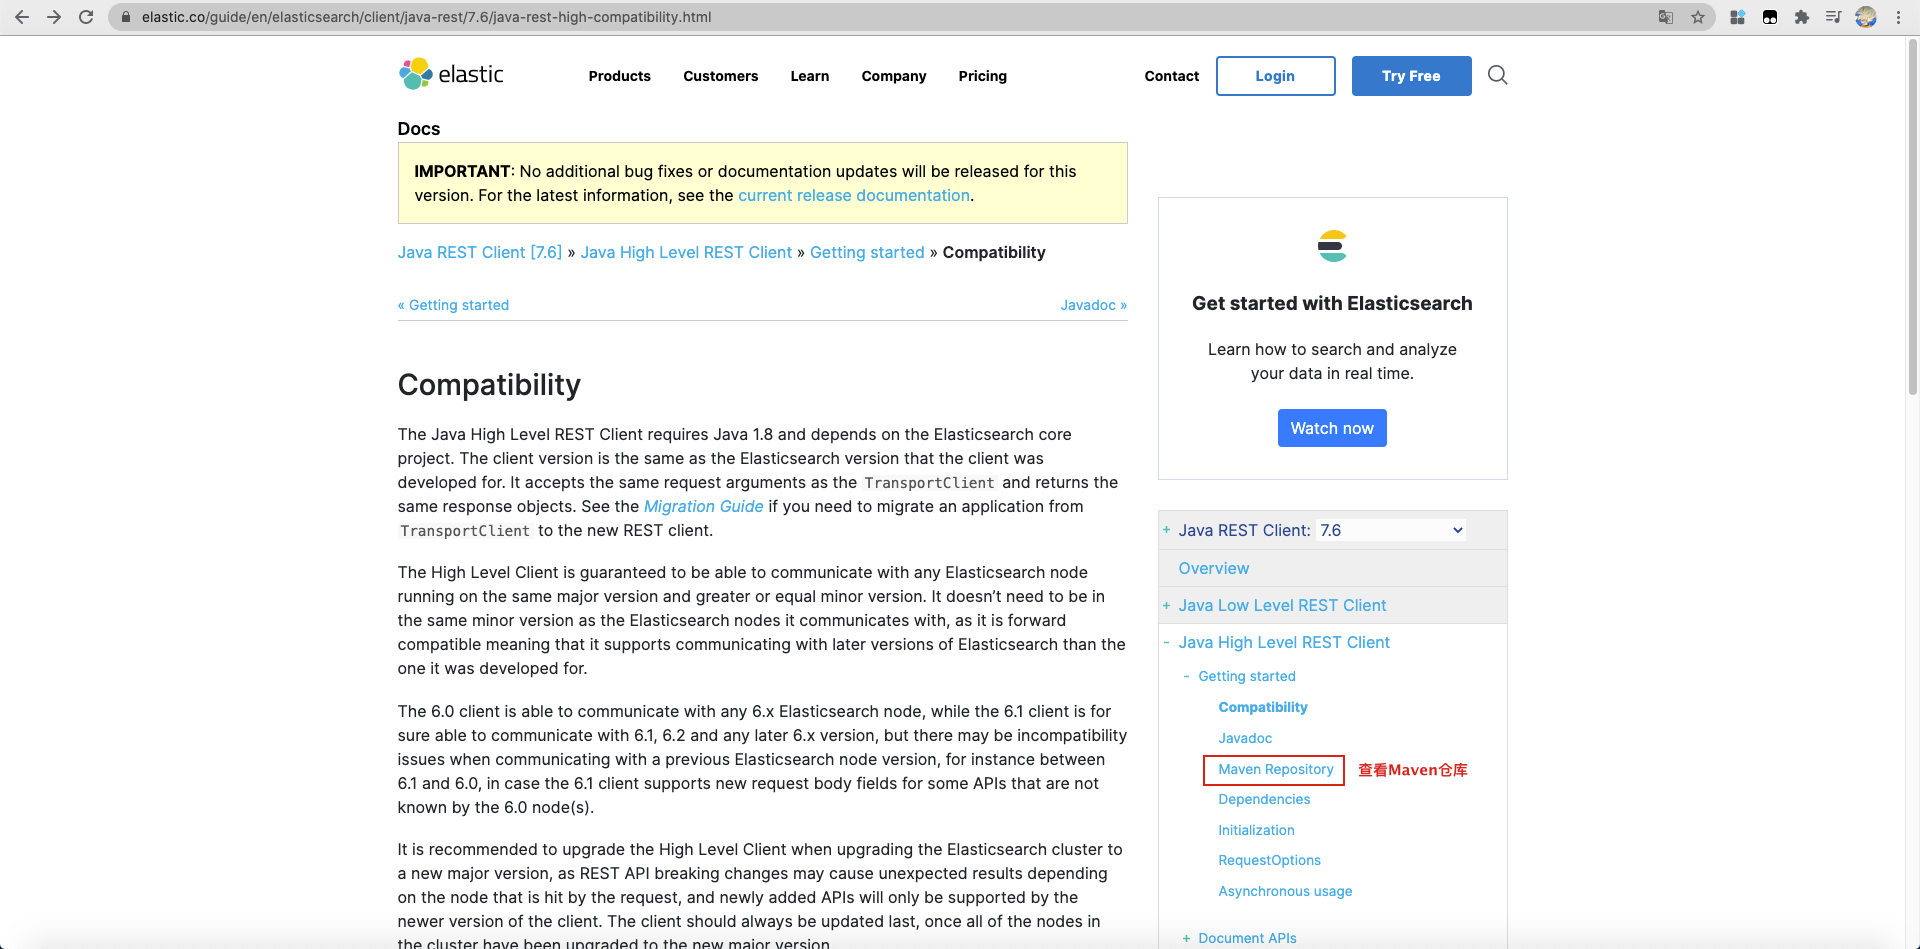 elastic.co/guide/en/elasticsearch/client/java-rest/7.6/java-rest-high-compatibility.html
elastic
Products
Customers
Learn
Company
Pricing
Contact
Login
Try Free
Docs
IMPORTANT: No additional bug fixes or documentation updates will be released for this
version. For the latest information, see the current release documentation.
Java REST Client [7.6] » Java High Level REST Client » Getting started » Compatibility
« Getting started
Javadoc »
Compatibility
The Java High Level REST Client requires Java 1.8 and depends on the Elasticsearch core
project. The client version is the same as the Elasticsearch version that the client was
developed for. It accepts the same request arguments as the TransportClient and returns the
same response objects. See the Migration Guide if you need to migrate an application from
TransportClient to the new REST client.
The High Level Client is guaranteed to be able to communicate with any Elasticsearch node
running on the same major version and greater or equal minor version. It doesn’t need to be in
the same minor version as the Elasticsearch nodes it communicates with, as it is forward
compatible meaning that it supports communicating with later versions of Elasticsearch than the
one it was developed for.
The 6.0 client is able to communicate with any 6.x Elasticsearch node, while the 6.1 client is for
sure able to communicate with 6.1, 6.2 and any later 6.x version, but there may be incompatibility
issues when communicating with a previous Elasticsearch node version, for instance between
6.1 and 6.0, in case the 6.1 client supports new request body fields for some APIs that are not
known by the 6.0 node(s).
It is recommended to upgrade the High Level Client when upgrading the Elasticsearch cluster to
a new major version, as REST API breaking changes may cause unexpected results depending
on the node that is hit by the request, and newly added APIs will only be supported by the
newer version of the client. The client should always be updated last, once all of the nodes in
the cluster have been upgraded to the new major version.
Get started with Elasticsearch
Learn how to search and analyze
your data in real time.
Watch now
+ Java REST Client: 7.6
Overview
+ Java Low Level REST Client
- Java High Level REST Client
- Getting started
Compatibility
Javadoc
Maven Repository 查看Maven仓库
Dependencies
Initialization
RequestOptions
Asynchronous usage
+ Document APIs